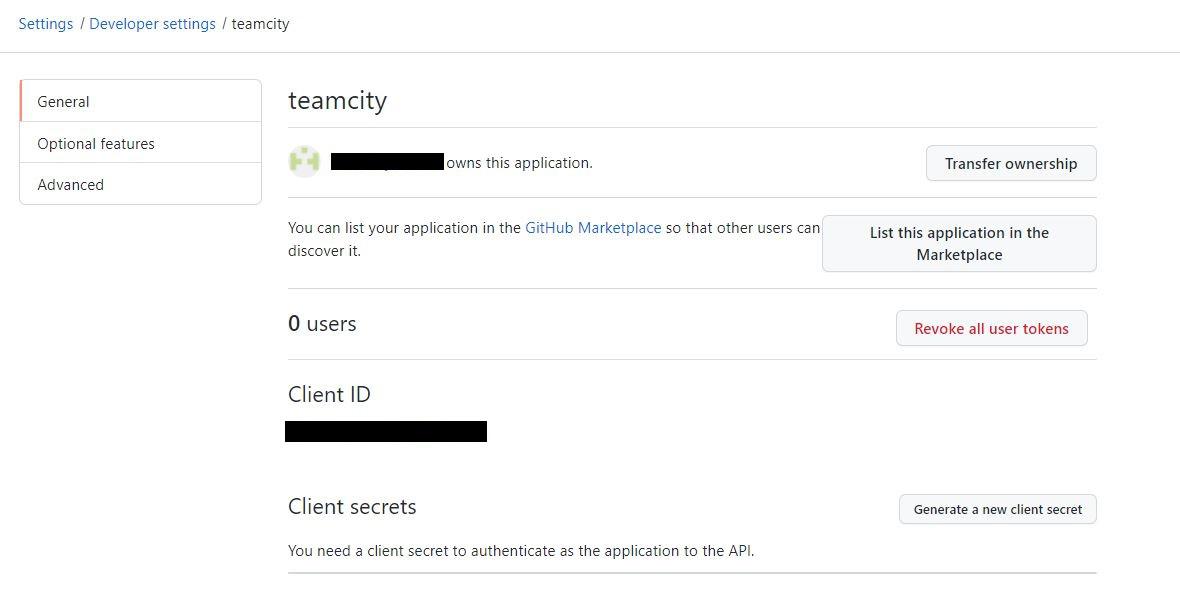 Settings / Developer settings / teamcity
General
Optional features
Advanced
teamcity
owns this application.
Transfer ownership
You can list your application in the GitHub Marketplace so that other users can
discover it.
List this application in the
Marketplace
0 users
Revoke all user tokens
Client ID
Client secrets
Generate a new client secret
You need a client secret to authenticate as the application to the API.